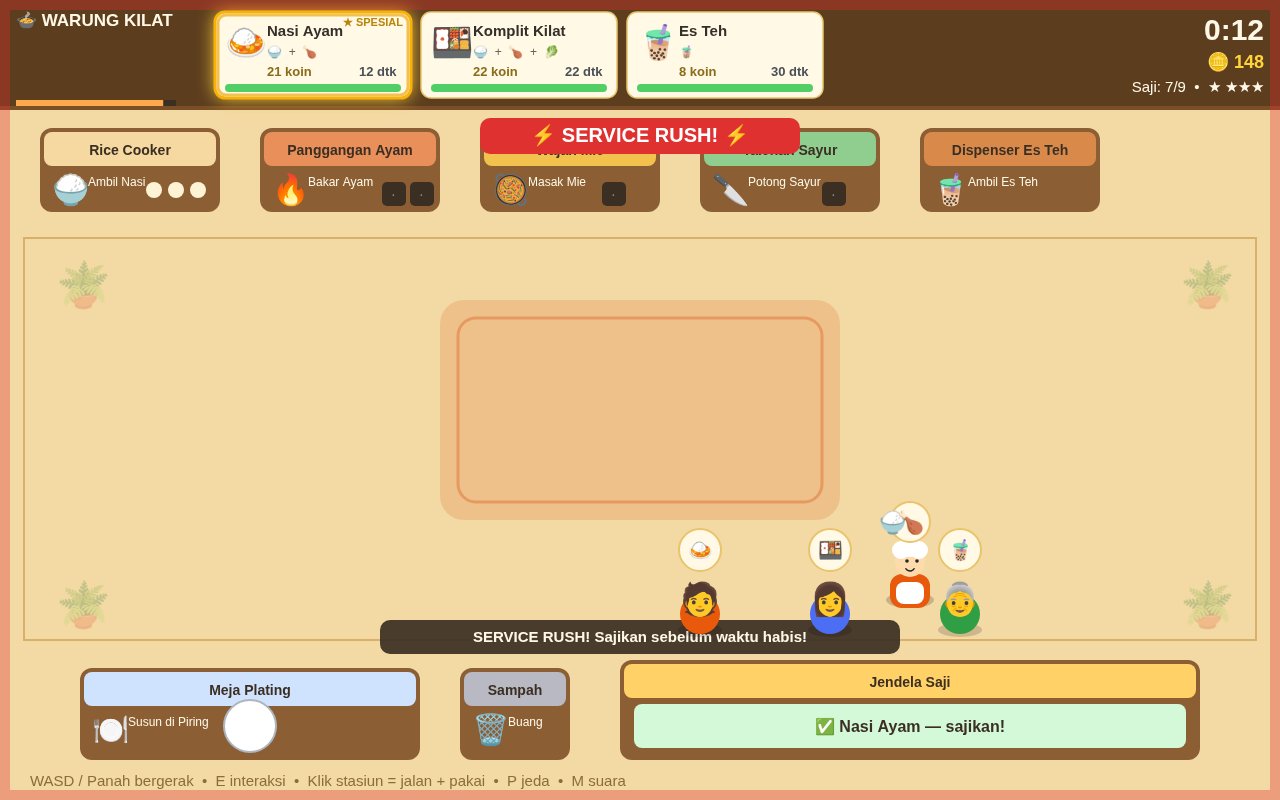 WARUNG KILAT
★ SPESIAL
Nasi Ayam
+
21 koin 12 dtk
Komplit Kilat
+ +
22 koin 22 dtk
Es Teh
8 koin 30 dtk
0:12
148
Saji: 7/9 • ★ ★★★
⚡ SERVICE RUSH! ⚡
Rice Cooker
Ambil Nasi
Panggangan Ayam
Bakar Ayam
Masak Mie
Sayur
Potong Sayur
Dispenser Es Teh
Ambil Es Teh
SERVICE RUSH! Sajikan sebelum waktu habis!
Meja Plating
Susun di Piring
Sampah
Buang
Jendela Saji
✅ Nasi Ayam — sajikan!
WASD / Panah bergerak • E interaksi • Klik stasiun = jalan + pakai • P jeda • M suara